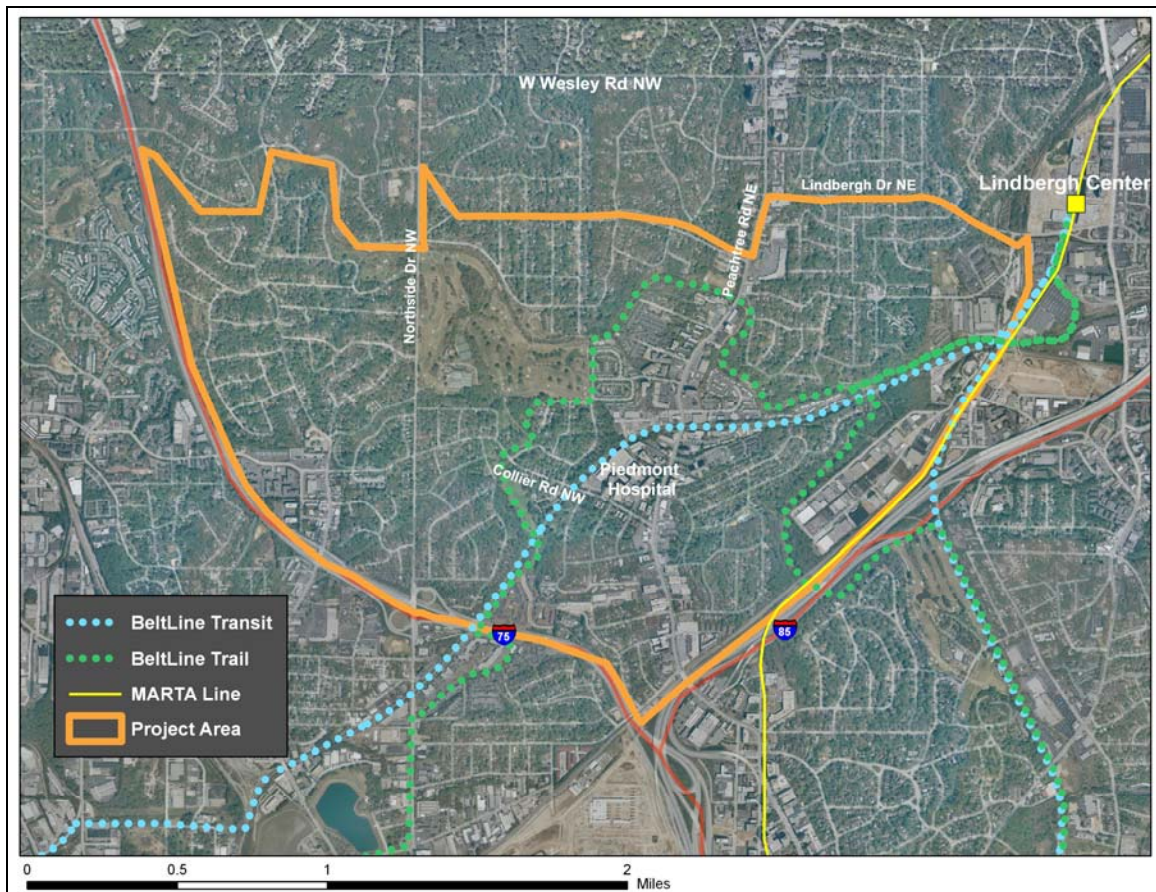 W Wesley Rd NW
Lindbergh Dr NE
Lindbergh Center
Peachtree Rd NE
Northside Dr NW
Collier Rd NW
Piedmont
Hospital
75
85
BeltLine Transit
BeltLine Trail
MARTA Line
Project Area
0 0.5 1 2
Miles